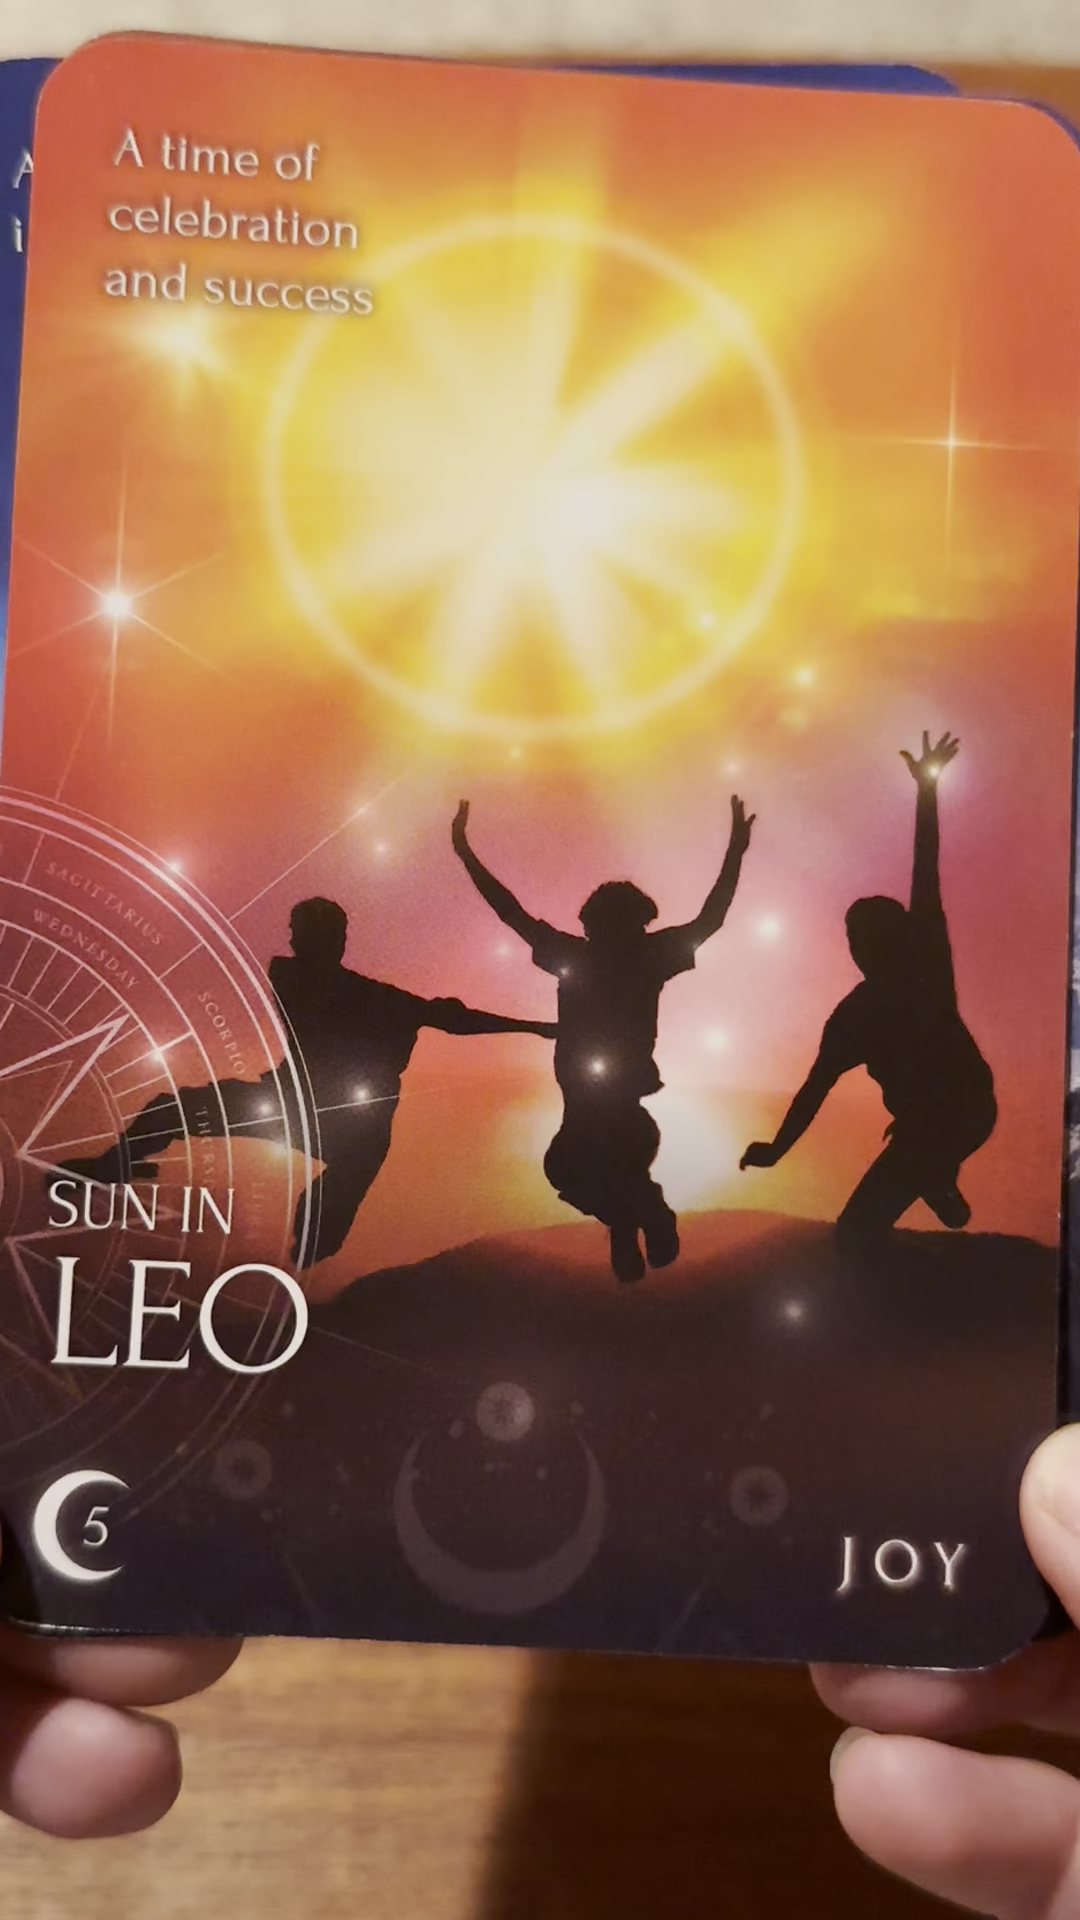 A time of
celebration
and success
SAGITTARIUS
WEDNESDAY
SCORPIO
SUN IN
LEO
5
JOY